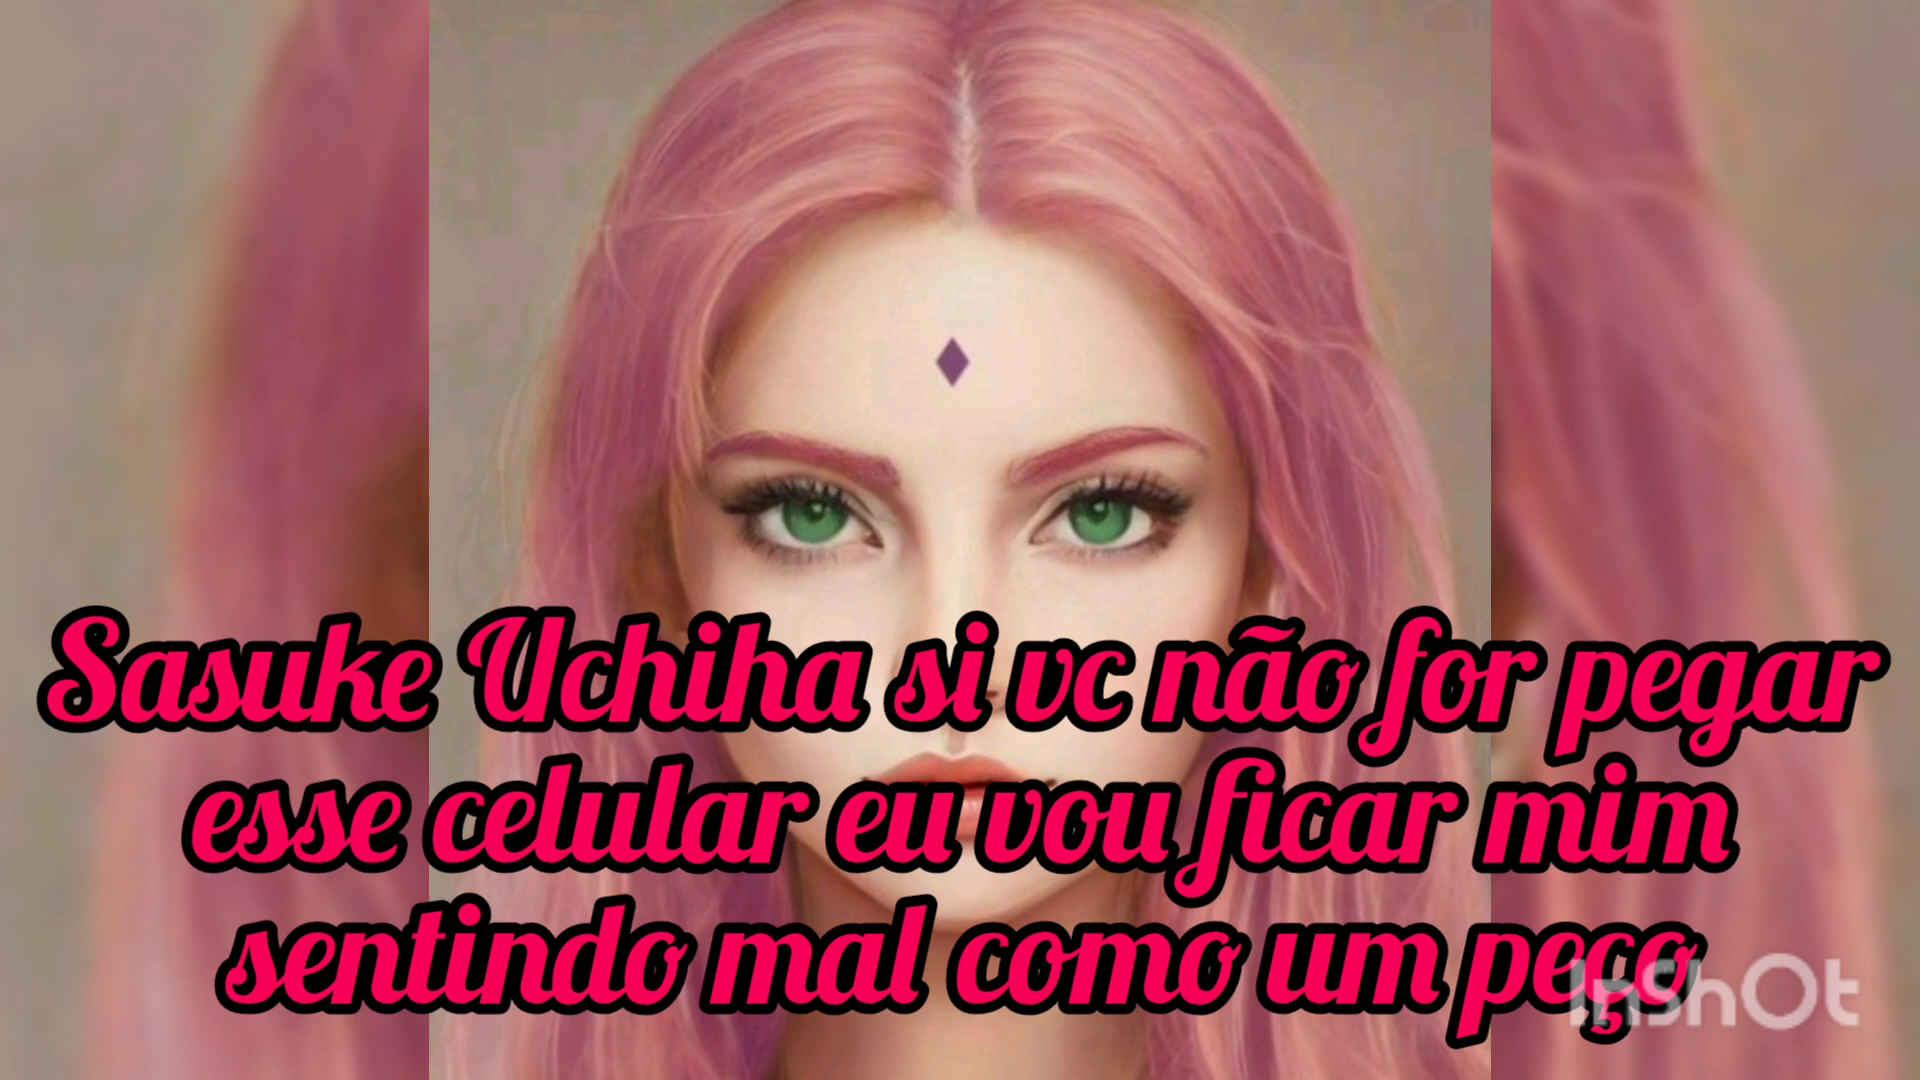 Sasuke Uchiha si vc não for pegar
esse celular eu vou ficar mim
sentindo mal como um peço
InShOt